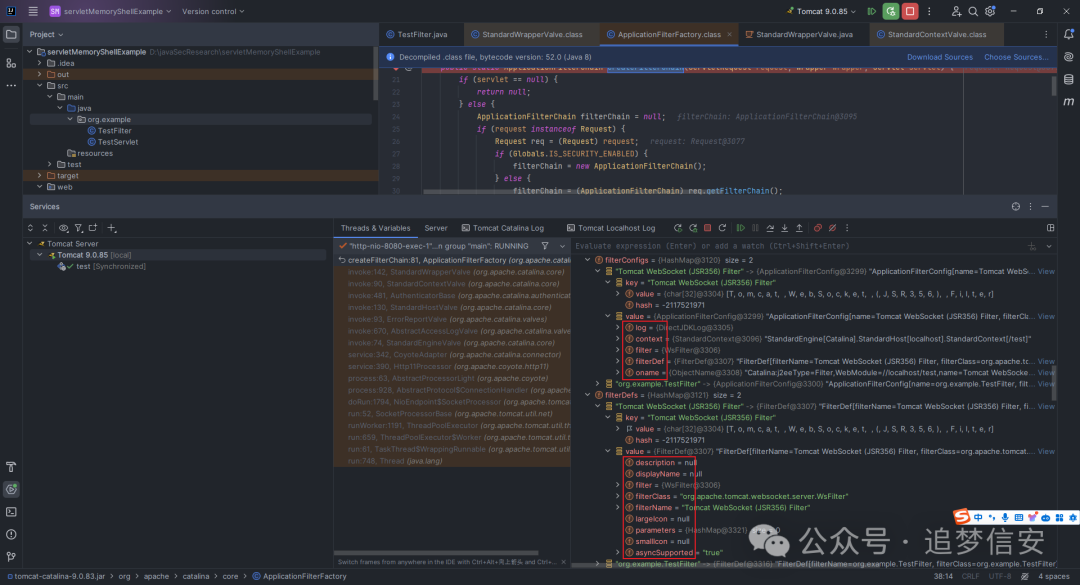 servletMemoryShellExample
Version control
Tomcat 9.0.85
Project
TestFilter.java
StandardWrapperValve.class
ApplicationFilterFactory.class
StandardWrapperValve.java
StandardContextValve.class
servletMemoryShellExample D:\javaSecResearch\servletMemoryShellExample
.idea
out
src
main
java
org.example
TestFilter
TestServlet
resources
test
target
web
Decompiled .class file, bytecode version: 52.0 (Java 8)
Download Sources
Choose Sources...
21 if (servlet == null) {
22 return null;
23 } else {
24 ApplicationFilterChain filterChain = null; filterChain: ApplicationFilterChain@3095
25 if (request instanceof Request) {
26 Request req = (Request) request; request: Request@3077
27 if (Globals.IS_SECURITY_ENABLED) {
28 filterChain = new ApplicationFilterChain();
29 } else {
30 filterChain = (ApplicationFilterChain) req.getFilterChain();
Services
Threads & Variables
Server
Tomcat Catalina Log
Tomcat Localhost Log
Tomcat Server
Tomcat 9.0.85 [local]
test [Synchronized]
"http-nio-8080-exec-1"...n group "main": RUNNING
createFilterChain:81, ApplicationFilterFactory (org.apache.catalina.core)
invoke:142, StandardWrapperValve (org.apache.catalina.core)
invoke:90, StandardContextValve (org.apache.catalina.core)
invoke:481, AuthenticatorBase (org.apache.catalina.authenticat
invoke:130, StandardHostValve (org.apache.catalina.core)
invoke:93, ErrorReportValve (org.apache.catalina.valves)
invoke:670, AbstractAccessLogValve (org.apache.catalina.valve
invoke:74, StandardEngineValve (org.apache.catalina.core)
service:342, CoyoteAdapter (org.apache.catalina.connector)
service:390, Http11Processor (org.apache.coyote.http11)
process:63, AbstractProcessorLight (org.apache.coyote)
process:928, AbstractProtocol$ConnectionHandler (org.apache.coyote
doRun:1794, NioEndpoint$SocketProcessor (org.apache.tomca
run:52, SocketProcessorBase (org.apache.tomcat.util.net)
runWorker:1191, ThreadPoolExecutor (org.apache.tomcat.util.th
run:659, ThreadPoolExecutor$Worker (org.apache.tomcat.util.t
run:61, TaskThread$WrappingRunnable (org.apache.tomcat.uti
run:748, Thread (java.lang)
Switch frames from anywhere in the IDE with Ctrl+Alt+向上箭头 and Ctrl+...
Evaluate expression (Enter) or add a watch (Ctrl+Shift+Enter)
filterConfigs = {HashMap@3120} size = 2
"Tomcat WebSocket (JSR356) Filter" -> {ApplicationFilterConfig@3299} "ApplicationFilterConfig[name=Tomcat WebS... View
key = "Tomcat WebSocket (JSR356) Filter"
value = {char[32]@3304} [T, o, m, c, a, t, , W, e, b, S, o, c, k, e, t, , (, J, S, R, 3, 5, 6, ), , F, i, l, t, e, r]
hash = -2117521971
value = {ApplicationFilterConfig@3299} "ApplicationFilterConfig[name=Tomcat WebSocket (JSR356) Filter, filterCl... View
log = {DirectJDKLog@3305}
context = {StandardContext@3096} "StandardEngine[Catalina].StandardHost[localhost].StandardContext[/test]"
filter = {WsFilter@3306}
filterDef = {FilterDef@3307} "FilterDef[filterName=Tomcat WebSocket (JSR356) Filter, filterClass=org.apache.to... View
oname = {ObjectName@3308} "Catalina:j2eeType=Filter,WebModule=//localhost/test,name=Tomcat WebSocke... View
"org.example.TestFilter" -> {ApplicationFilterConfig@3300} "ApplicationFilterConfig[name=org.example.TestFilter, filt... View
filterDefs = {HashMap@3121} size = 2
"Tomcat WebSocket (JSR356) Filter" -> {FilterDef@3307} "FilterDef[filterName=Tomcat WebSocket (JSR356) Filter, fi... View
key = "Tomcat WebSocket (JSR356) Filter"
value = {char[32]@3304} [T, o, m, c, a, t, , W, e, b, S, o, c, k, e, t, , (, J, S, R, 3, 5, 6, ), , F, i, l, t, e, r]
hash = -2117521971
value = {FilterDef@3307} "FilterDef[filterName=Tomcat WebSocket (JSR356) Filter, filterClass=org.apache.tomcat... View
description = null
displayName = null
filter = {WsFilter@3306}
filterClass = "org.apache.tomcat.websocket.server.WsFilter"
filterName = "Tomcat WebSocket (JSR356) Filter"
largeIcon = null
parameters = {HashMap@3321}
smallIcon = null
asyncSupported = "true"
中
公众号 · 追梦信安
tomcat-catalina-9.0.83.jar > org > apache > catalina > core > ApplicationFilterFactory
38:14 CRLF UTF-8 4 spaces